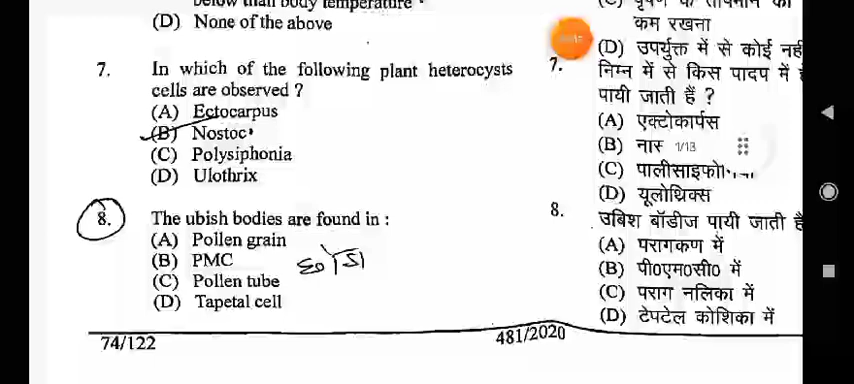 below than body temperature
(D) None of the above
7. In which of the following plant heterocysts
cells are observed ?
(A) Ectocarpus
(B) Nostoc
(C) Polysiphonia
(D) Ulothrix
8. The ubish bodies are found in :
(A) Pollen grain
(B) PMC
(C) Pollen tube
(D) Tapetal cell
74/122
481/2020
कम रखना
(D) उपर्युक्त में से कोई नहीं
7. निम्न में से किस पादप में
पायी जाती हैं ?
(A) एक्टोकार्पस
(B) नास
1/13
(C) पालीसाइफो
(D) यूलोथ्रिक्स
8. उबिश बॉडीज पायी जाती हैं
(A) परागकण में
(B) पी०एम०सी० में
(C) पराग नलिका में
(D) टेपटेल कोशिका में